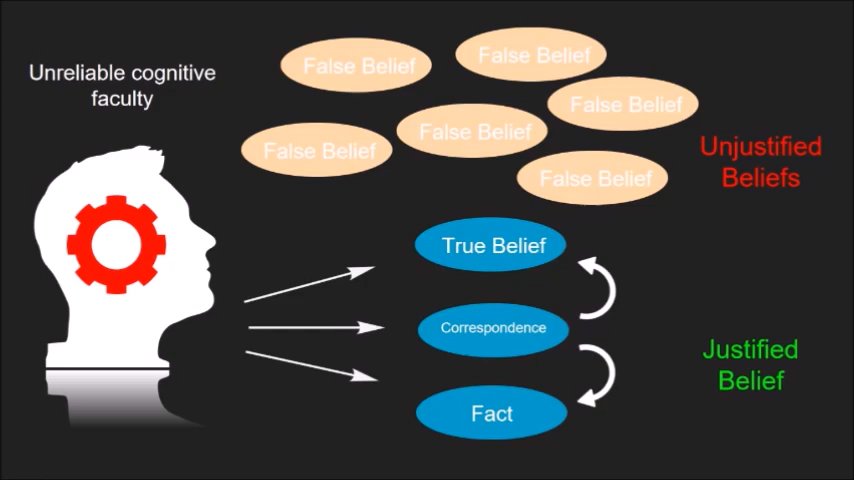 Unreliable cognitive
faculty
False Belief
False Belief
False Belief
False Belief
False Belief
False Belief
Unjustified
Beliefs
True Belief
Correspondence
Fact
Justified
Belief